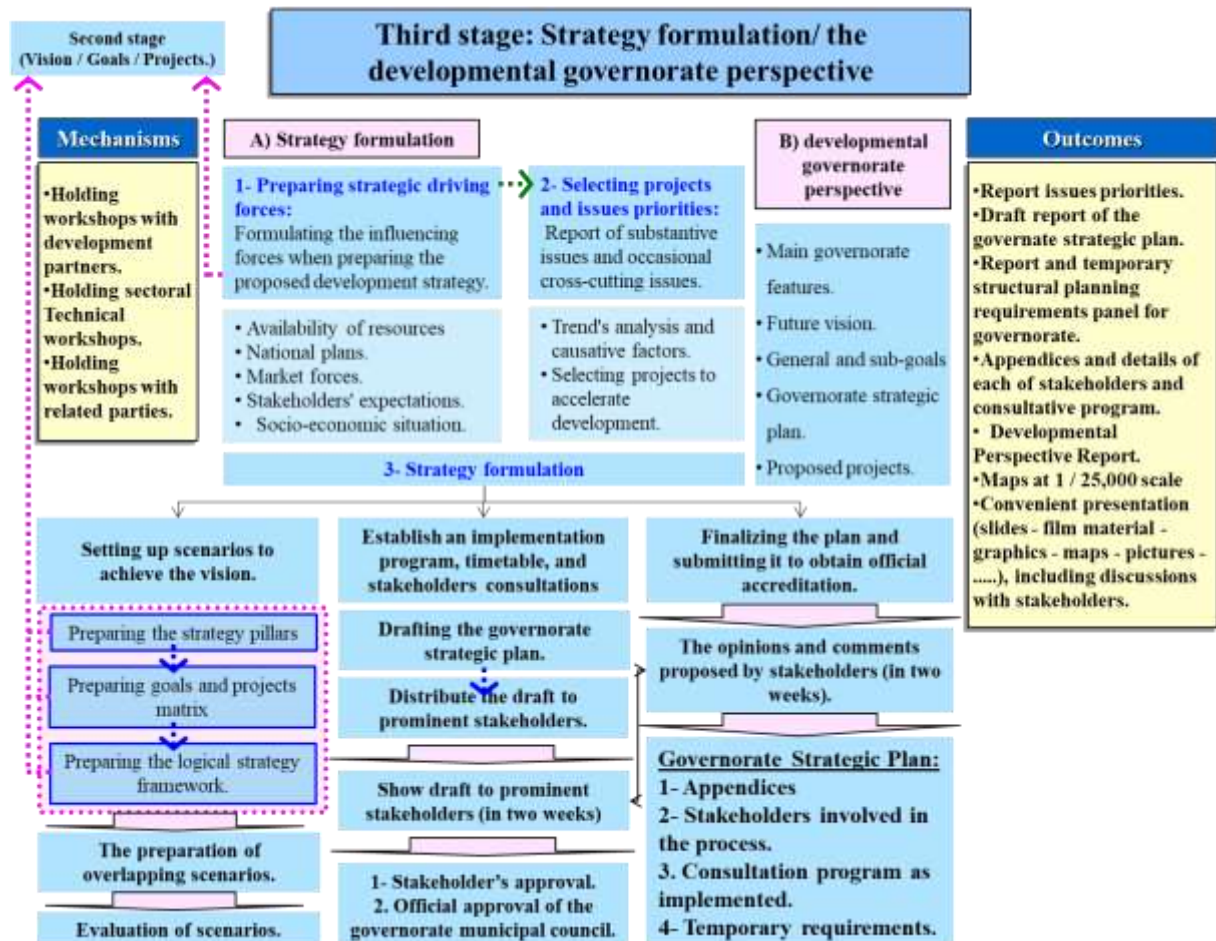 Second stage
(Vision / Goals / Projects.)
Third stage: Strategy formulation/ the
developmental governorate perspective
Mechanisms
•Holding
workshops with
development
partners.
•Holding sectoral
Technical
workshops.
•Holding
workshops with
related parties.
A) Strategy formulation
1- Preparing strategic driving
forces:
Formulating the influencing
forces when preparing the
proposed development strategy.
• Availability of resources
• National plans.
• Market forces.
• Stakeholders' expectations.
• Socio-economic situation.
2- Selecting projects
and issues priorities:
Report of substantive
issues and occasional
cross-cutting issues.
• Trend's analysis and
causative factors.
• Selecting projects to
accelerate
development.
B) developmental
governorate
perspective
• Main governorate
features.
• Future vision.
• General and sub-goals
• Governorate strategic
plan.
• Proposed projects.
Outcomes
•Report issues priorities.
•Draft report of the
governate strategic plan.
•Report and temporary
structural planning
requirements panel for
governorate.
•Appendices and details of
each of stakeholders and
consultative program.
• Developmental
Perspective Report.
•Maps at 1 / 25,000 scale
•Convenient presentation
(slides - film material -
graphics - maps - pictures -
.....), including discussions
with stakeholders.
3- Strategy formulation
Setting up scenarios to
achieve the vision.
Preparing the strategy pillars
Preparing goals and projects
matrix
Preparing the logical strategy
framework.
The preparation of
overlapping scenarios.
Evaluation of scenarios.
Establish an implementation
program, timetable, and
stakeholders consultations
Drafting the governorate
strategic plan.
Distribute the draft to
prominent stakeholders.
Show draft to prominent
stakeholders (in two weeks)
1- Stakeholder's approval.
2. Official approval of the
governorate municipal council.
Finalizing the plan and
submitting it to obtain official
accreditation.
The opinions and comments
proposed by stakeholders (in two
weeks).
Governorate Strategic Plan:
1- Appendices
2- Stakeholders involved in
the process.
3. Consultation program as
implemented.
4- Temporary requirements.